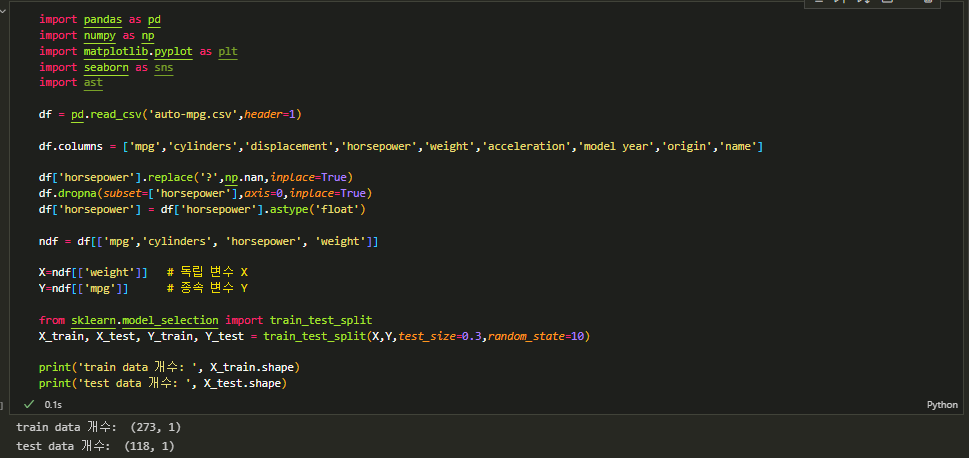 import pandas as pd
import numpy as np
import matplotlib.pyplot as plt
import seaborn as sns
import ast
df = pd.read_csv('auto-mpg.csv',header=1)
df.columns = ['mpg','cylinders','displacement','horsepower','weight','acceleration','model year','origin','name']
df['horsepower'].replace('?',np.nan,inplace=True)
df.dropna(subset=['horsepower'],axis=0,inplace=True)
df['horsepower'] = df['horsepower'].astype('float')
ndf = df[['mpg','cylinders', 'horsepower', 'weight']]
X=ndf[['weight']]   # 독립 변수 X
Y=ndf[['mpg']]      # 종속 변수 Y
from sklearn.model_selection import train_test_split
X_train, X_test, Y_train, Y_test = train_test_split(X,Y,test_size=0.3,random_state=10)
print('train data 개수: ', X_train.shape)
print('test data 개수: ', X_test.shape)
] ✓ 0.1s Python
train data 개수:  (273, 1)
test data 개수:  (118, 1)